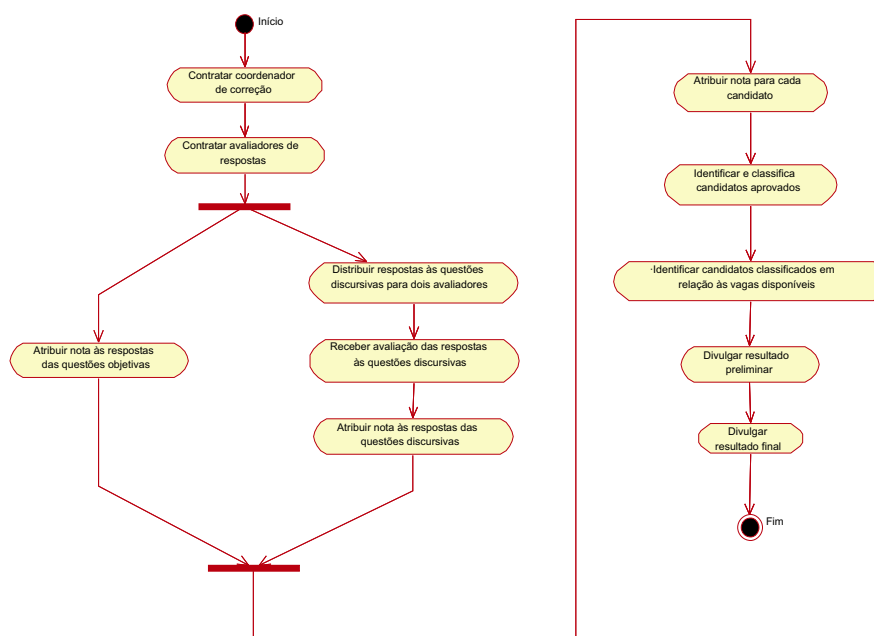 Início
Contratar coordenador
de correção
Contratar avaliadores de
respostas
Distribuir respostas às questões
discursivas para dois avaliadores
Atribuir nota às respostas
das questões objetivas
Receber avaliação das respostas
às questões discursivas
Atribuir nota às respostas das
questões discursivas
Atribuir nota para cada
candidato
Identificar e classifica
candidatos aprovados
·Identificar candidatos classificados em
relação às vagas disponíveis
Divulgar resultado
preliminar
Divulgar
resultado final
Fim